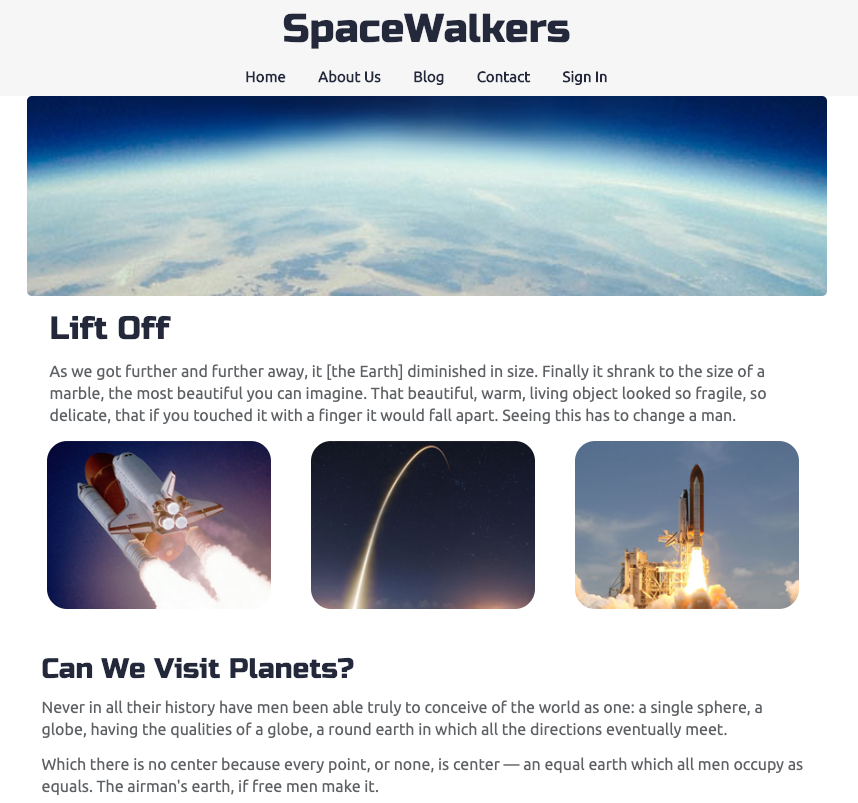 SpaceWalkers
Home About Us Blog Contact Sign In
Lift Off
As we got further and further away, it [the Earth] diminished in size. Finally it shrank to the size of a
marble, the most beautiful you can imagine. That beautiful, warm, living object looked so fragile, so
delicate, that if you touched it with a finger it would fall apart. Seeing this has to change a man.
Can We Visit Planets?
Never in all their history have men been able truly to conceive of the world as one: a single sphere, a
globe, having the qualities of a globe, a round earth in which all the directions eventually meet.
Which there is no center because every point, or none, is center — an equal earth which all men occupy as
equals. The airman's earth, if free men make it.